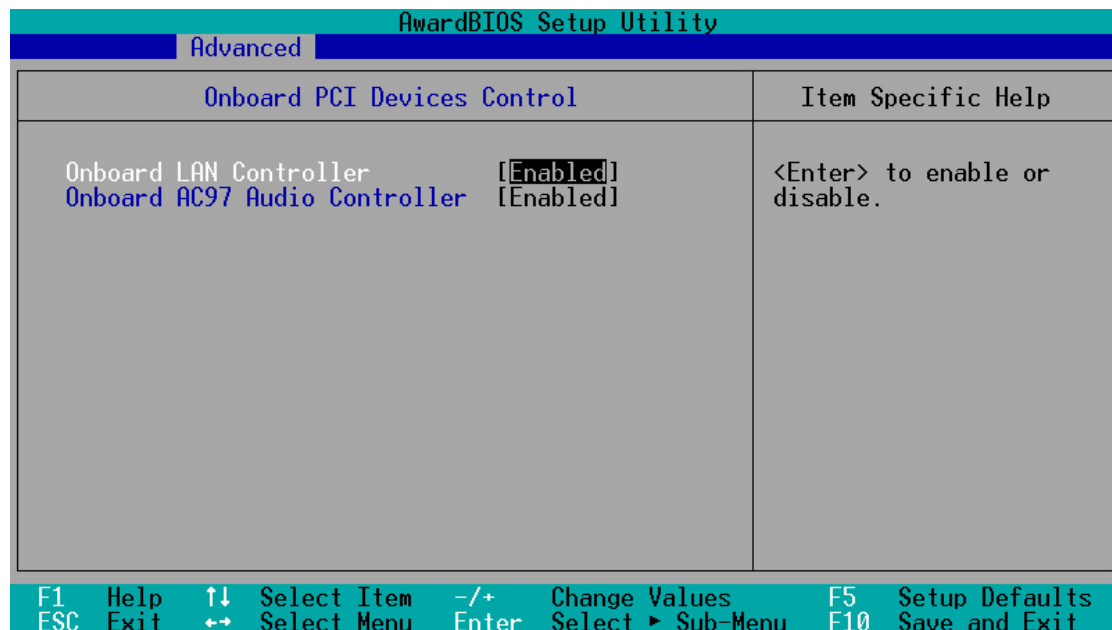 AwardBIOS Setup Utility
Advanced
Onboard PCI Devices Control
Item Specific Help
Onboard LAN Controller [Enabled]
Onboard AC97 Audio Controller [Enabled]
<Enter> to enable or
disable.
F1 Help ↑↓ Select Item -/+ Change Values F5 Setup Defaults
ESC Exit ←→ Select Menu Enter Select ► Sub-Menu F10 Save and Exit